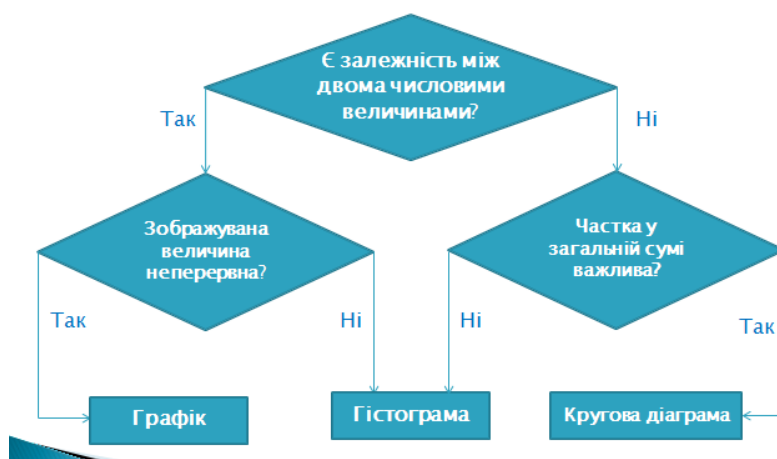 Є залежність між
двома числовими
величинами?
Так
Ні
Зображувана
величина
неперервна?
Частка у
загальній сумі
важлива?
Так
Ні
Ні
Так
Графік
Гістограма
Кругова діаграма